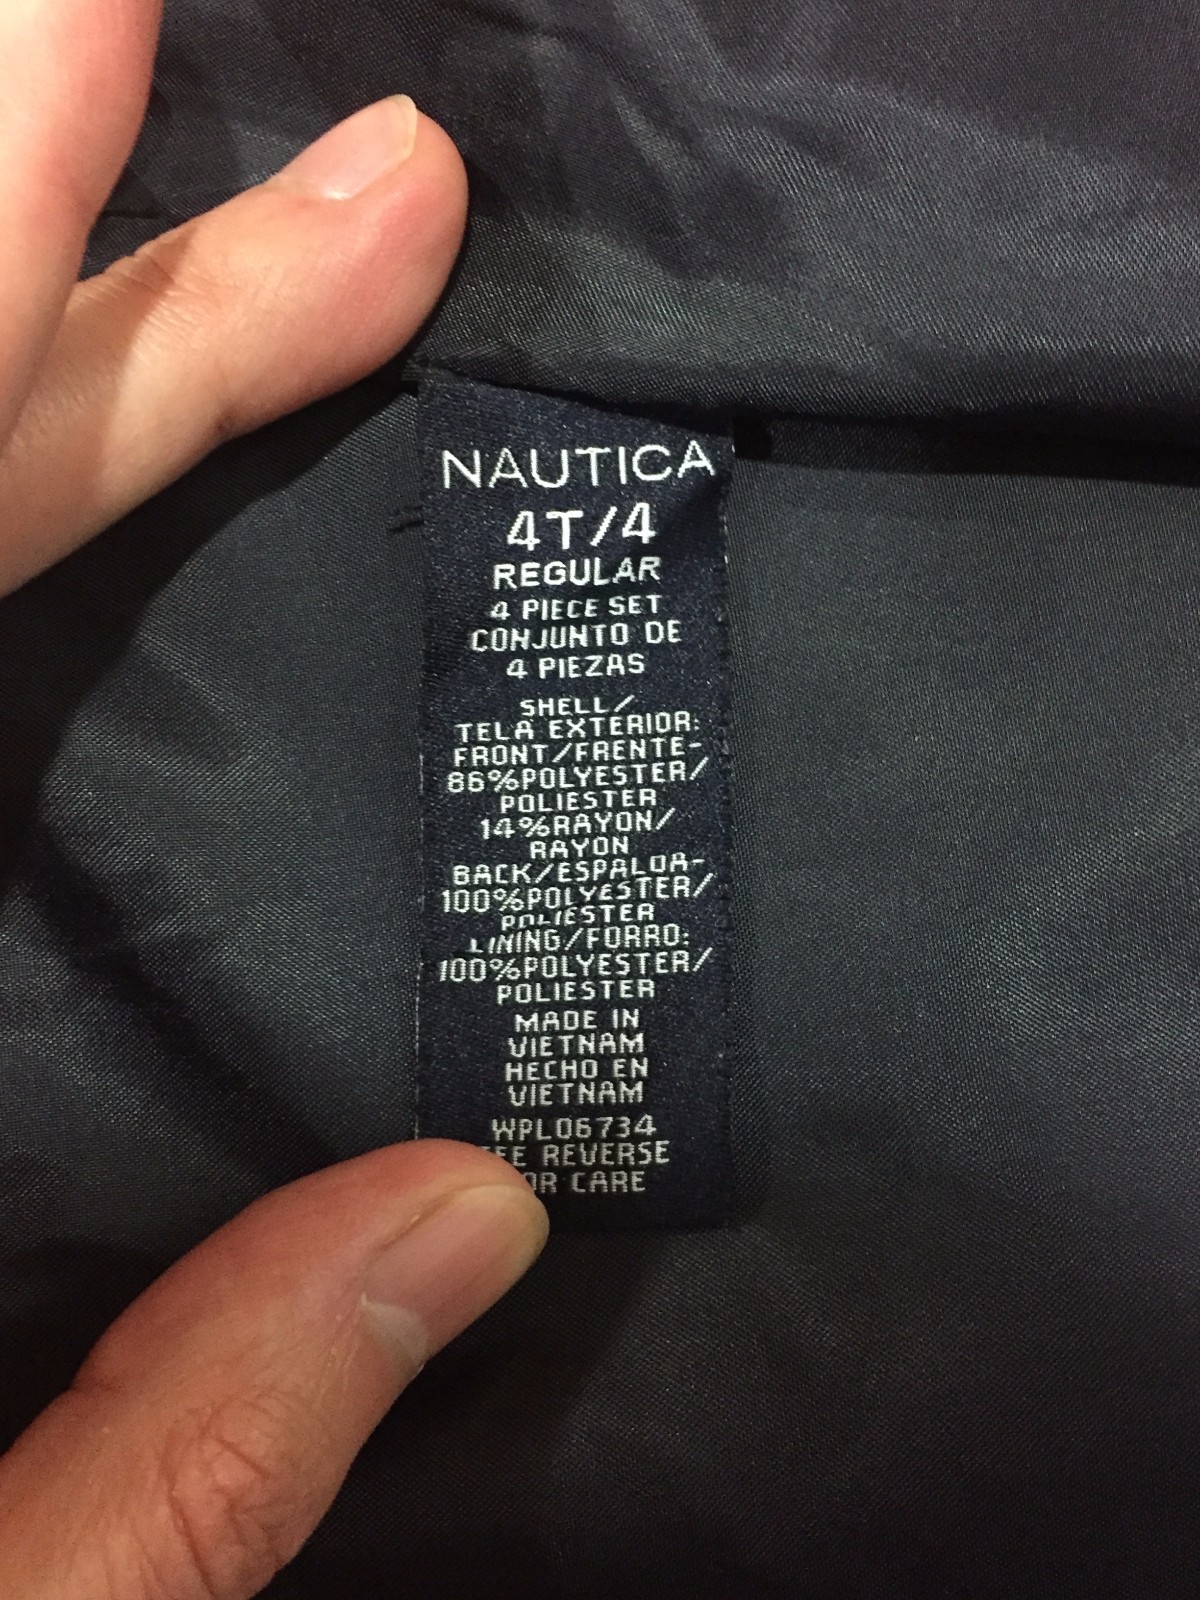 NAUTICA
4T/4
REGULAR
4 PIECE SET
CONJUNTO DE
4 PIEZAS
SHELL/
TELA EXTERIOR:
FRONT/FRENTE-
86%POLYESTER/
POLIESTER
14%RAYON/
RAYON
BACK/ESPALDA-
100%POLYESTER/
POLIESTER
LINING/FORRO:
100%POLYESTER/
POLIESTER
MADE IN
VIETNAM
HECHO EN
VIETNAM
WPL06734
REVERSE
CARE